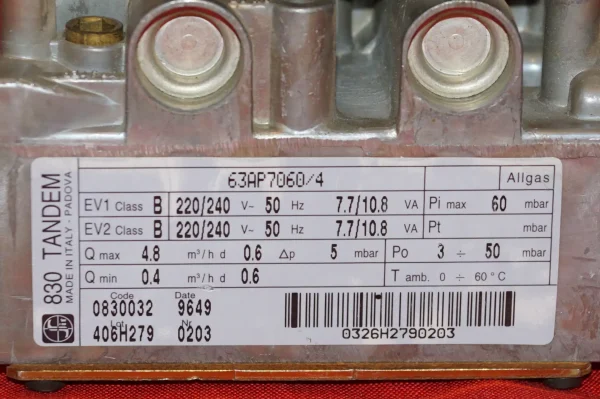 830 TANDEM
MADE IN ITALY - PADOVA
63AP7060/4 Allgas
EV1 Class B 220/240 V~ 50 Hz 7.7/10.8 VA Pi max 60 mbar
EV2 Class B 220/240 V~ 50 Hz 7.7/10.8 VA Pt mbar
Q max 4.8 m³/h d 0.6 Δp 5 mbar Po 3 ÷ 50 mbar
Q min 0.4 m³/h d 0.6 T amb. 0 ÷ 60°C
Code Date
0830032 9649
Lot Nr
406H279 0203
0326H2790203